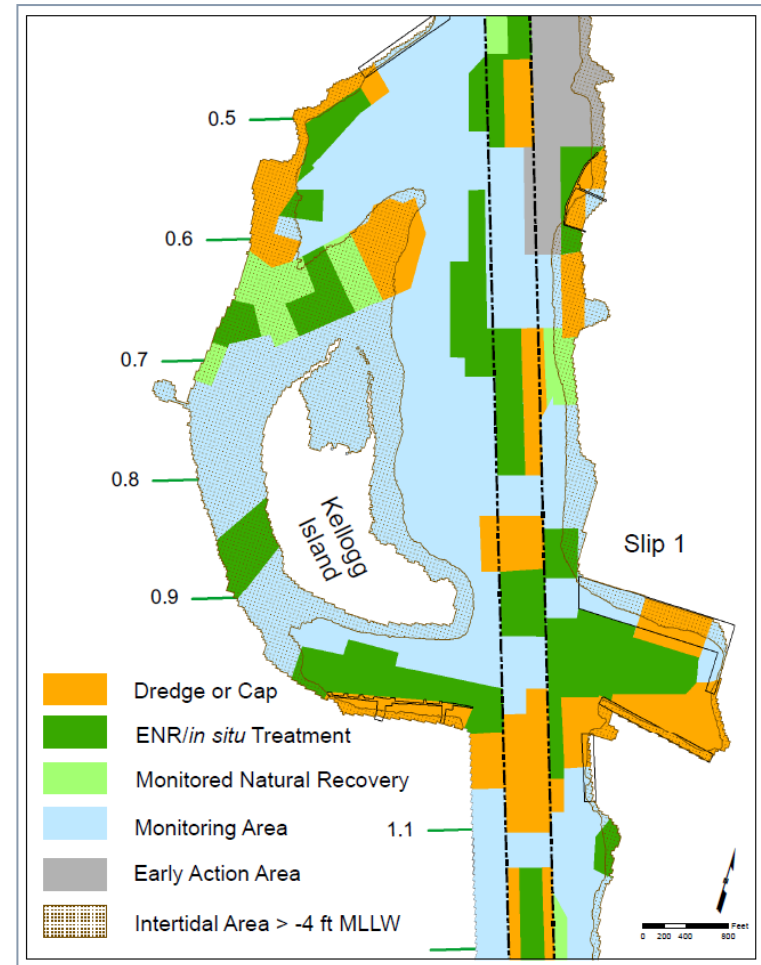 0.5
0.6
0.7
0.8
0.9
1.1
Kellogg
Island
Slip 1
Dredge or Cap
ENR/in situ Treatment
Monitored Natural Recovery
Monitoring Area
Early Action Area
Intertidal Area > -4 ft MLLW
Feet
0 200 400 800